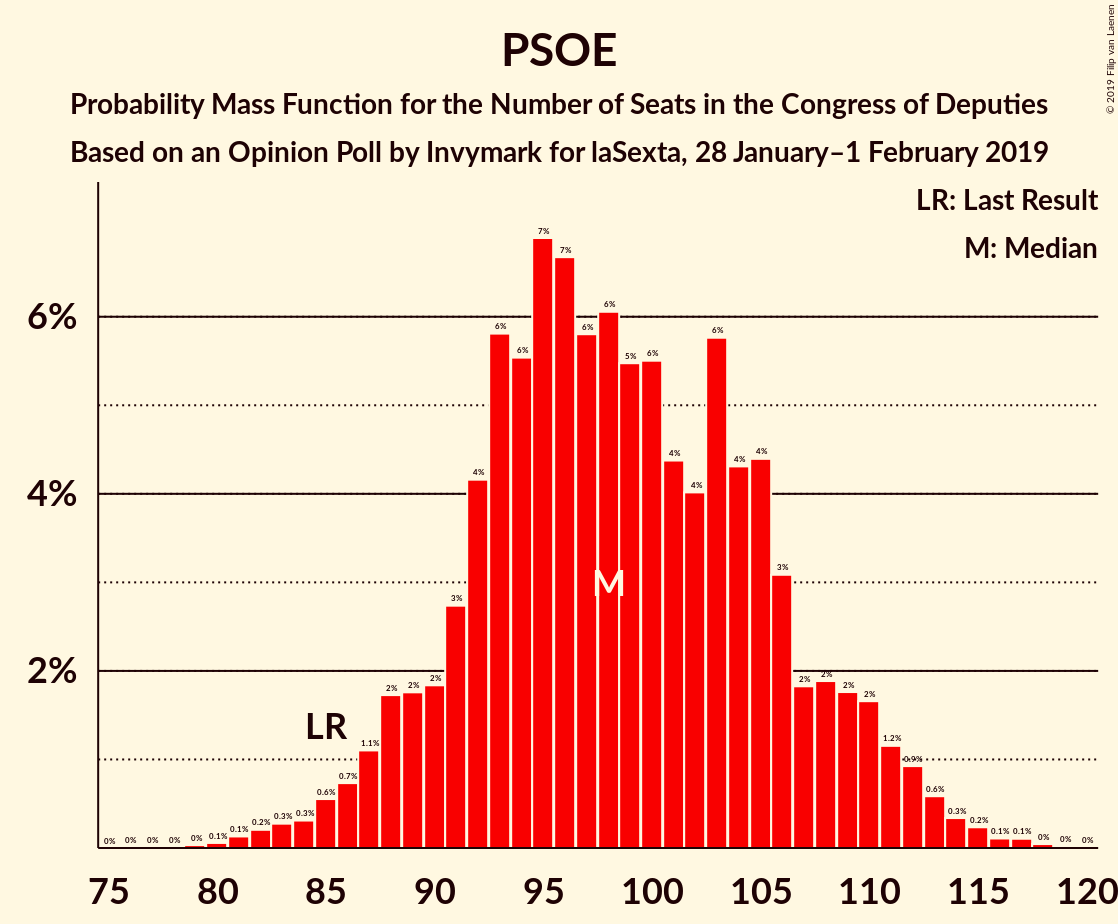 PSOE
Probability Mass Function for the Number of Seats in the Congress of Deputies
Based on an Opinion Poll by Invymark for laSexta, 28 January–1 February 2019
© 2019 Filip van Laenen
LR: Last Result
M: Median
7%
7%
6%
6%
6%
6%
6%
6%
5%
6%
4%
4%
4%
4%
4%
4%
3%
M
3%
2%
2%
2%
2%
2%
2%
2%
2%
LR
1.1%
1.2%
0.7%
0.9%
0.6%
0.6%
0% 0% 0% 0% 0% 0.1% 0.1% 0.2% 0.3% 0.3%
0.3% 0.2% 0.1% 0.1% 0% 0% 0%
75 80 85 90 95 100 105 110 115 120